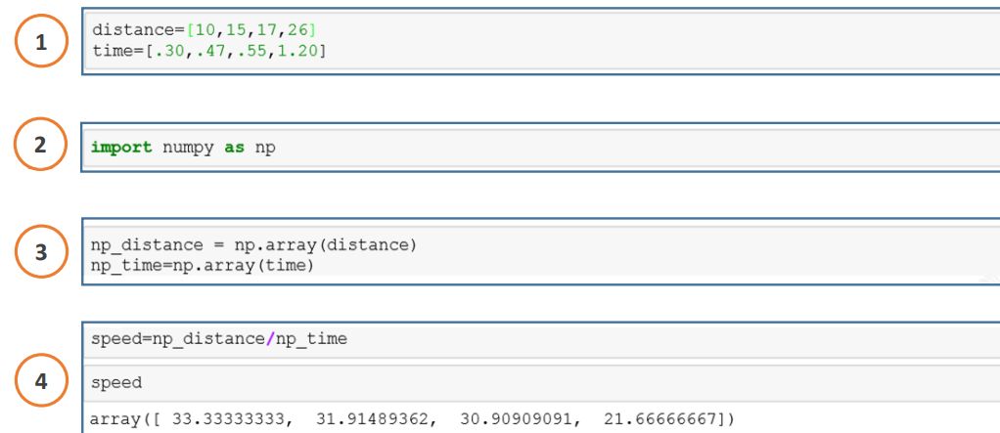 1
distance=[10,15,17,26]
time=[.30,.47,.55,1.20]
2
import numpy as np
3
np_distance = np.array(distance)
np_time=np.array(time)
4
speed=np_distance/np_time
speed
array([ 33.33333333,  31.91489362,  30.90909091,  21.66666667])